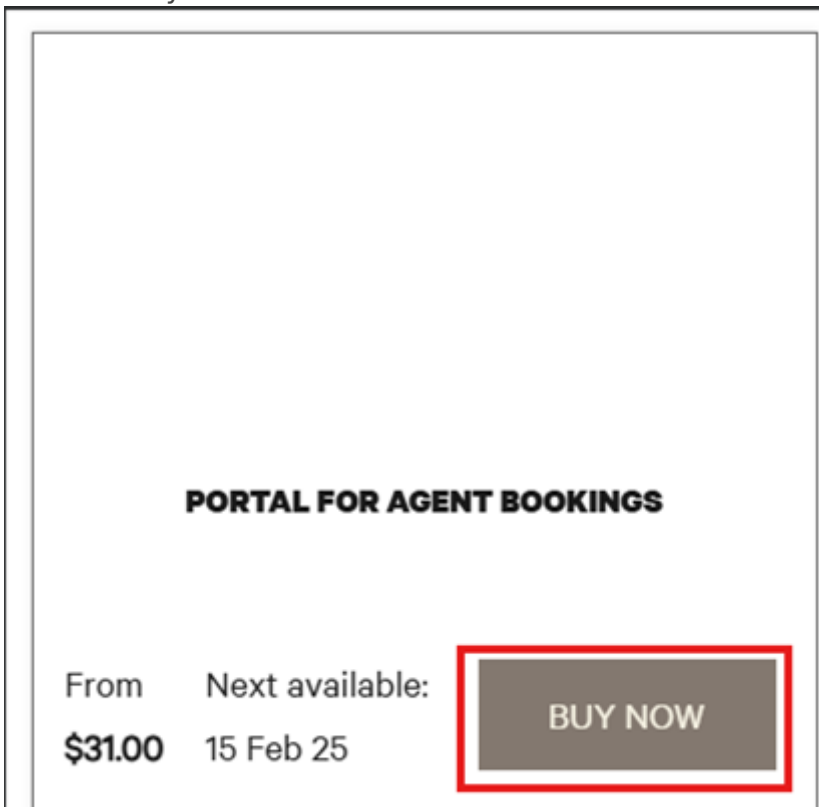 PORTAL FOR AGENT BOOKINGS
From
$31.00
Next available:
15 Feb 25
BUY NOW